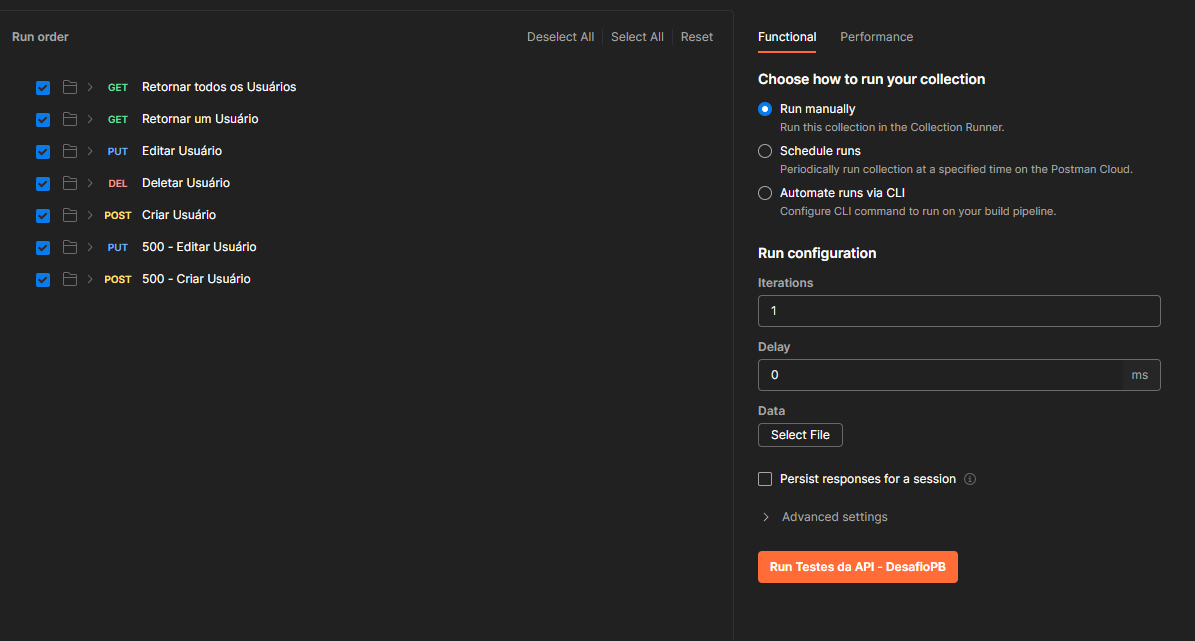 Run order
Deselect All Select All Reset
GET Retornar todos os Usuários
GET Retornar um Usuário
PUT Editar Usuário
DEL Deletar Usuário
POST Criar Usuário
PUT 500 - Editar Usuário
POST 500 - Criar Usuário
Functional Performance
Choose how to run your collection
Run manually
Run this collection in the Collection Runner.
Schedule runs
Periodically run collection at a specified time on the Postman Cloud.
Automate runs via CLI
Configure CLI command to run on your build pipeline.
Run configuration
Iterations
1
Delay
0 ms
Data
Select File
Persist responses for a session
Advanced settings
Run Testes da API - DesafioPB